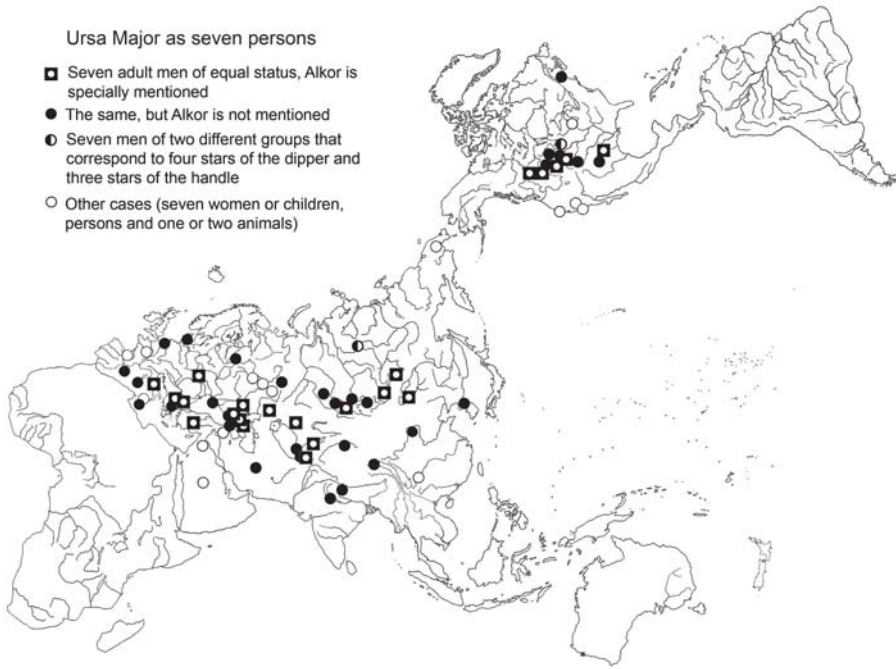 Ursa Major as seven persons
Seven adult men of equal status, Alkor is
specially mentioned
The same, but Alkor is not mentioned
Seven men of two different groups that
correspond to four stars of the dipper and
three stars of the handle
Other cases (seven women or children,
persons and one or two animals)